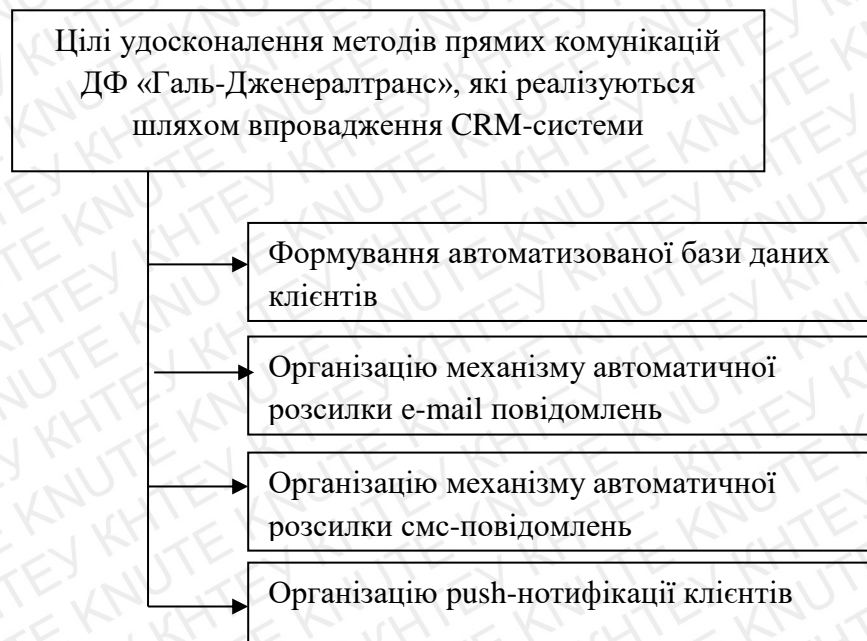 Цілі удосконалення методів прямих комунікацій
ДФ «Галь-Дженералтранс», які реалізуються
шляхом впровадження CRM-системи
Формування автоматизованої бази даних
клієнтів
Організацію механізму автоматичної
розсилки e-mail повідомлень
Організацію механізму автоматичної
розсилки смс-повідомлень
Організацію push-нотифікації клієнтів